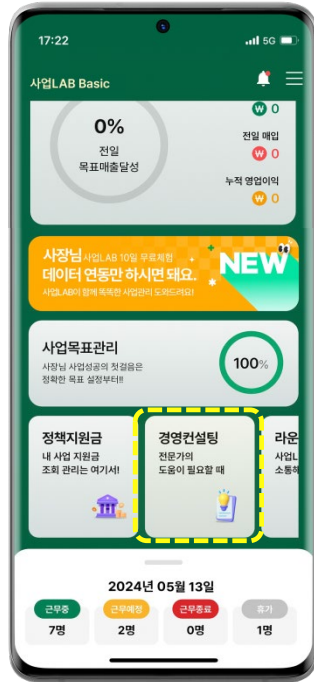 17:22
5G
사업LAB Basic
0%
전일
목표매출달성
₩ 0
전일 매입
₩ 0
누적 영업이익
₩ 0
사장님 사업LAB 10일 무료체험
데이터 연동만 하시면 돼요.
사업LAB이 함께 똑똑한 사업관리 도와드려요!
NEW
사업목표관리
사장님 사업성공의 첫걸음은
정확한 목표 설정부터!!
100%
정책지원금
내 사업 지원금
조회 관리는 여기서!
경영컨설팅
전문가의
도움이 필요할 때
라운
사업L
소통해
2024년 05월 13일
근무중
근무예정
근무종료
휴가
7명
2명
0명
1명